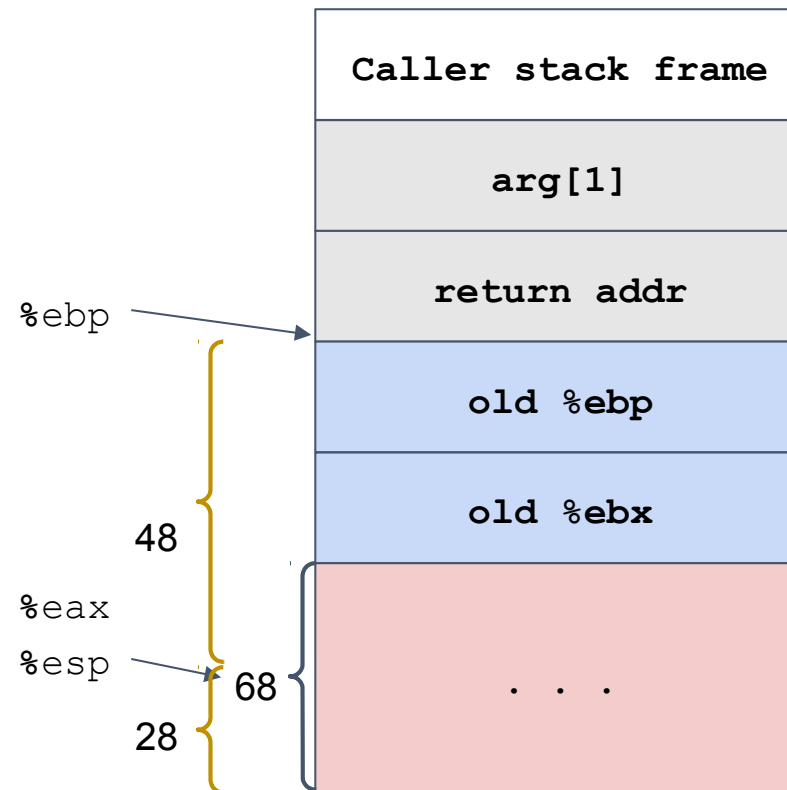 Caller stack frame
arg[1]
return addr
%ebp
old %ebp
old %ebx
48
%eax
%esp
68
. . .
28